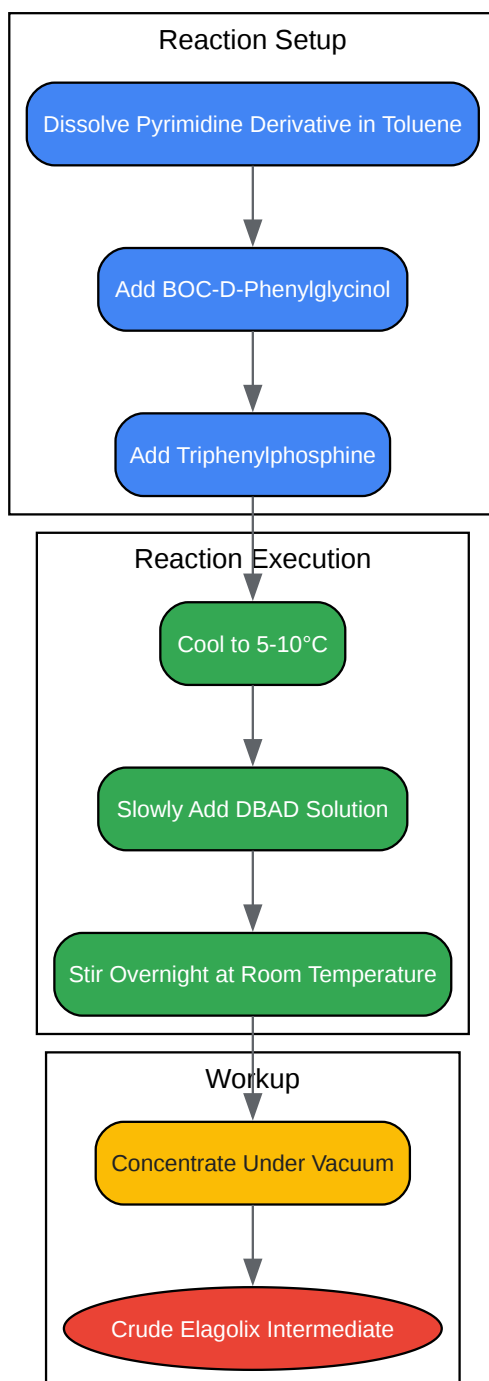 Reaction Setup
Dissolve Pyrimidine Derivative in Toluene
Add BOC-D-Phenylglycinol
Add Triphenylphosphine
Reaction Execution
Cool to 5-10°C
Slowly Add DBAD Solution
Stir Overnight at Room Temperature
Workup
Concentrate Under Vacuum
Crude Elagolix Intermediate